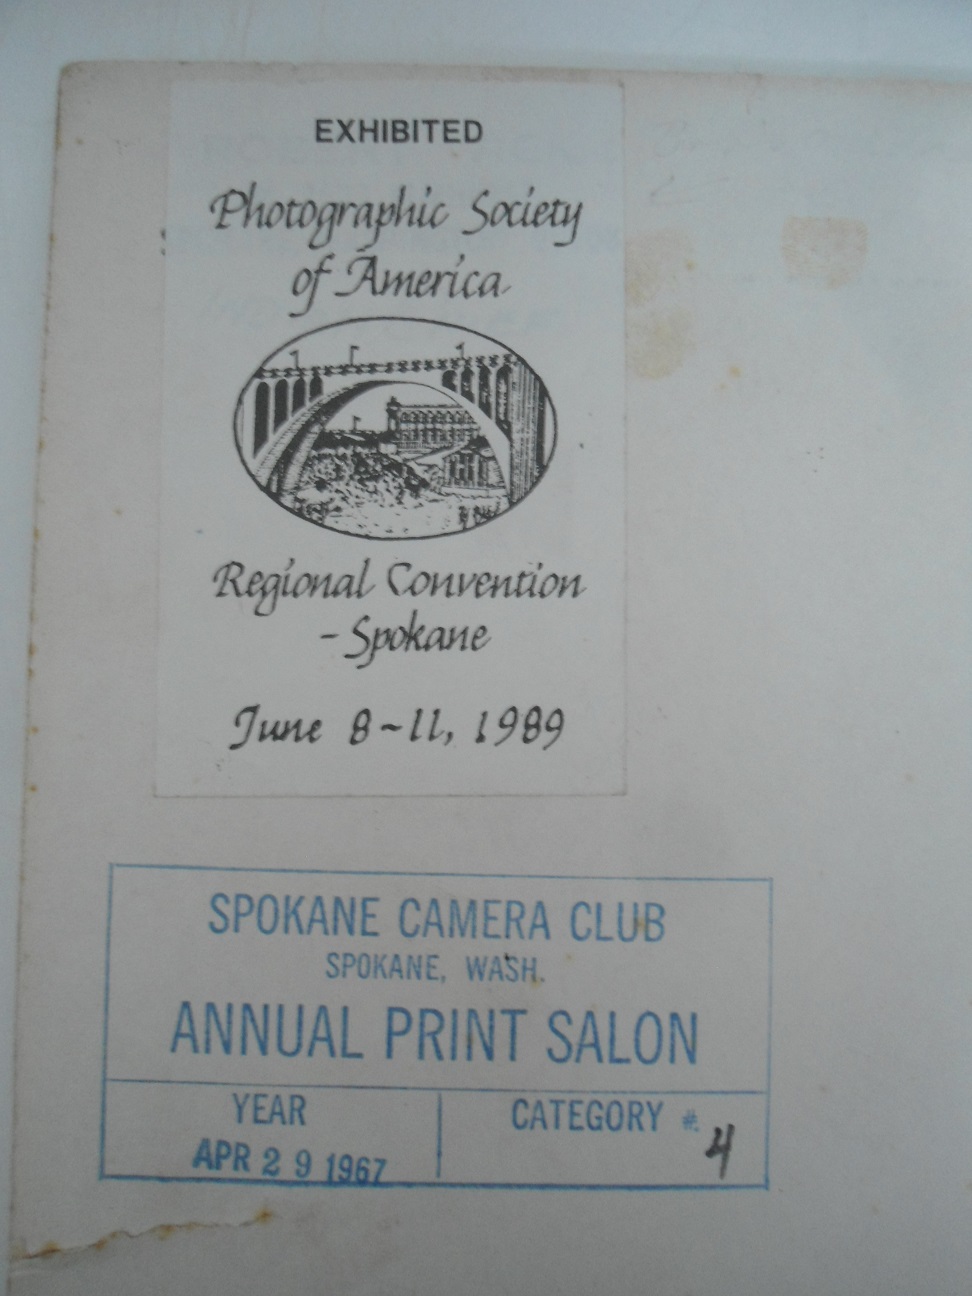 EXHIBITED
Photographic Society
of America
Regional Convention
- Spokane
June 8-11, 1989
SPOKANE CAMERA CLUB
SPOKANE, WASH.
ANNUAL PRINT SALON
YEAR
CATEGORY #. 4
APR 29 1967